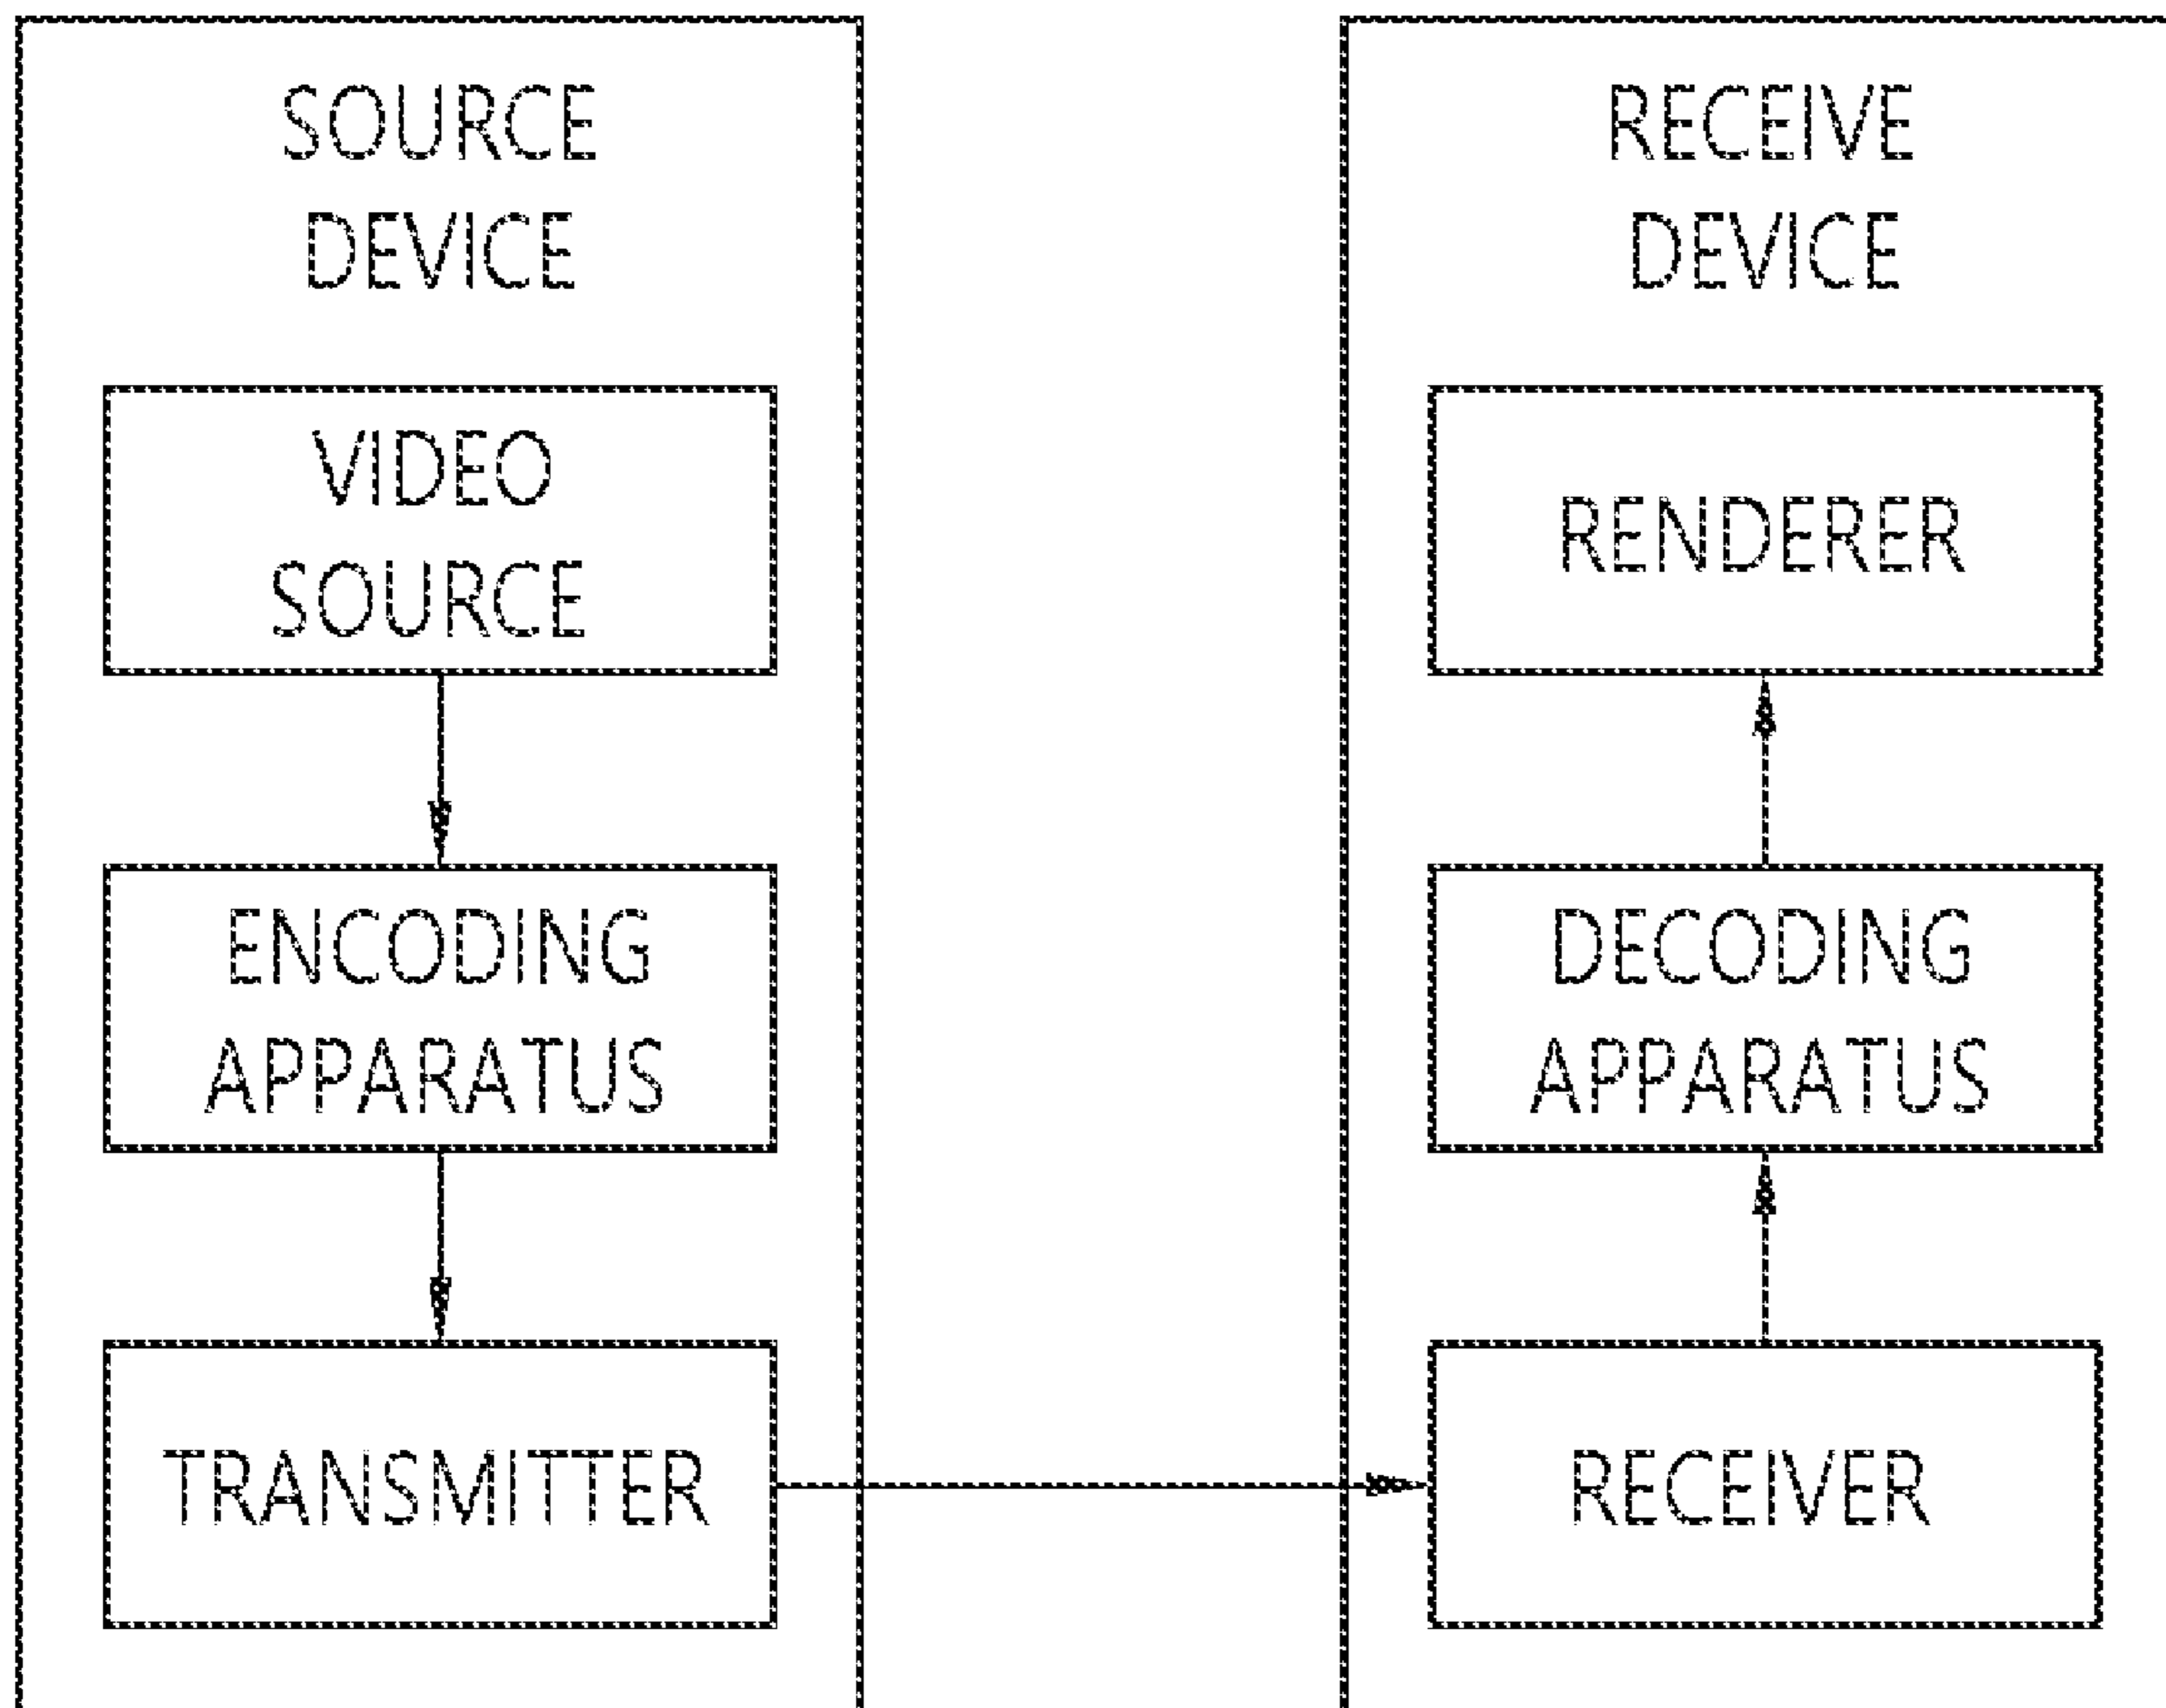 SOURCE
DEVICE
VIDEO
SOURCE
ENCODING
APPARATUS
TRANSMITTER
RECEIVE
DEVICE
RENDERER
DECODING
APPARATUS
RECEIVER